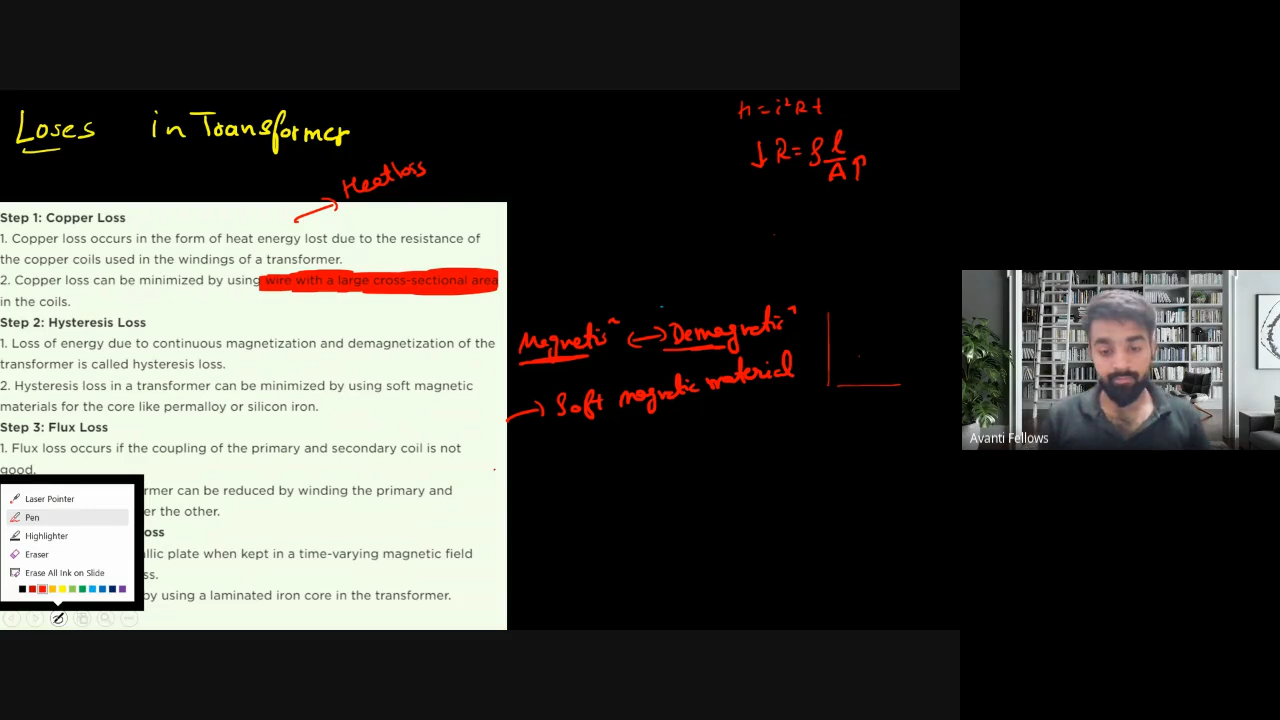 Loses in Transformer
H = i²Rt
↓ R = ρ l/A ↑
Heat loss
Step 1: Copper Loss
1. Copper loss occurs in the form of heat energy lost due to the resistance of
the copper coils used in the windings of a transformer.
2. Copper loss can be minimized by using wire with a large cross-sectional area
in the coils.
Step 2: Hysteresis Loss
1. Loss of energy due to continuous magnetization and demagnetization of the
transformer is called hysteresis loss.
2. Hysteresis loss in a transformer can be minimized by using soft magnetic
materials for the core like permalloy or silicon iron.
Step 3: Flux Loss
1. Flux loss occurs if the coupling of the primary and secondary coil is not
good.
rmer can be reduced by winding the primary and
er the other.
oss
llic plate when kept in a time-varying magnetic field
ss.
by using a laminated iron core in the transformer.
Magnetisⁿ ↔ Demagnetisⁿ
→ Soft magnetic material
Laser Pointer
Pen
Highlighter
Eraser
Erase All Ink on Slide
Avanti Fellows